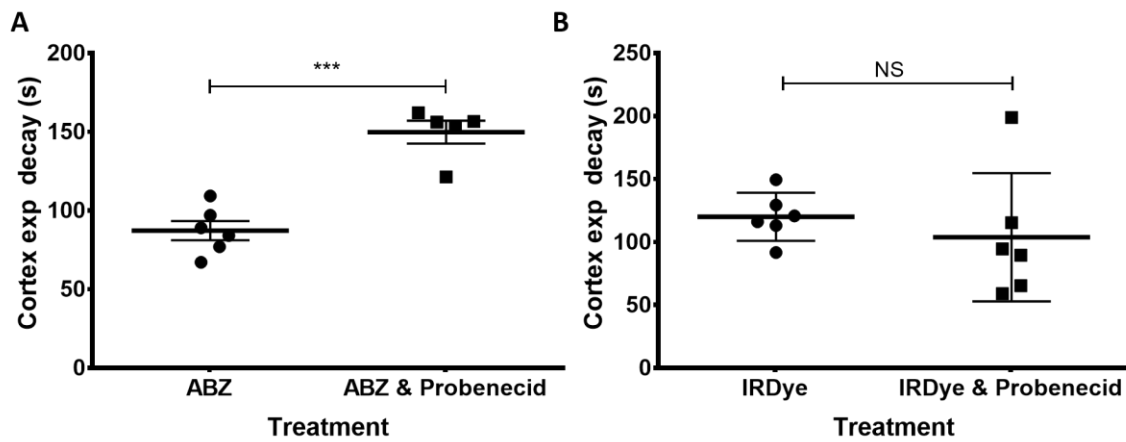 A
Cortex exp decay (s)
200
150
100
50
0
***
ABZ
ABZ & Probenecid
Treatment
B
Cortex exp decay (s)
250
200
150
100
50
0
NS
IRDye
IRDye & Probenecid
Treatment